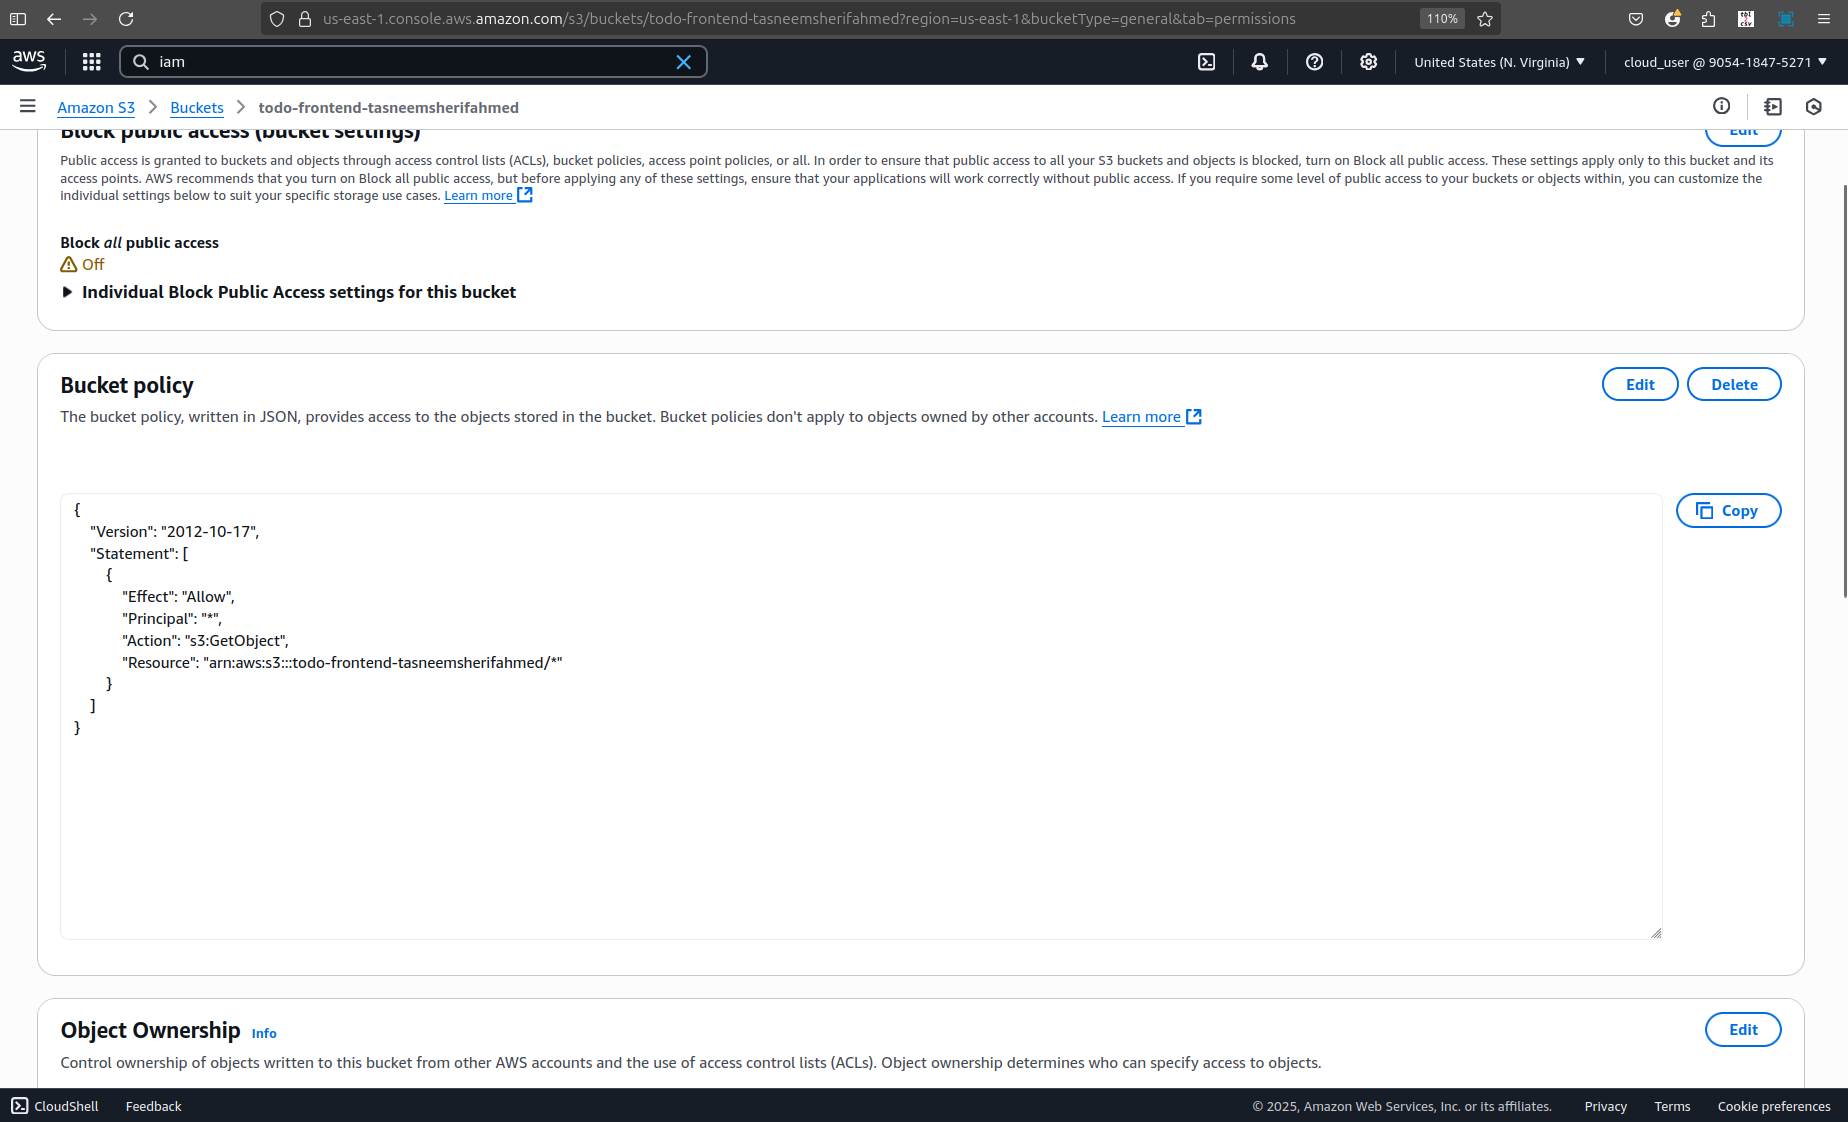 us-east-1.console.aws.amazon.com/s3/buckets/todo-frontend-tasneemsherifahmed?region=us-east-1&bucketType=general&tab=permissions
110%
aws
iam
United States (N. Virginia)
cloud_user @ 9054-1847-5271
Amazon S3
Buckets
todo-frontend-tasneemsherifahmed
Block public access (bucket settings)
Edit
Public access is granted to buckets and objects through access control lists (ACLs), bucket policies, access point policies, or all. In order to ensure that public access to all your S3 buckets and objects is blocked, turn on Block all public access. These settings apply only to this bucket and its
access points. AWS recommends that you turn on Block all public access, but before applying any of these settings, ensure that your applications will work correctly without public access. If you require some level of public access to your buckets or objects within, you can customize the
individual settings below to suit your specific storage use cases. Learn more
Block all public access
Off
Individual Block Public Access settings for this bucket
Bucket policy
Edit
Delete
The bucket policy, written in JSON, provides access to the objects stored in the bucket. Bucket policies don't apply to objects owned by other accounts. Learn more
Copy
{
"Version": "2012-10-17",
"Statement": [
{
"Effect": "Allow",
"Principal": "*",
"Action": "s3:GetObject",
"Resource": "arn:aws:s3:::todo-frontend-tasneemsherifahmed/*"
}
]
}
Object Ownership Info
Edit
Control ownership of objects written to this bucket from other AWS accounts and the use of access control lists (ACLs). Object ownership determines who can specify access to objects.
CloudShell
Feedback
© 2025, Amazon Web Services, Inc. or its affiliates.
Privacy
Terms
Cookie preferences